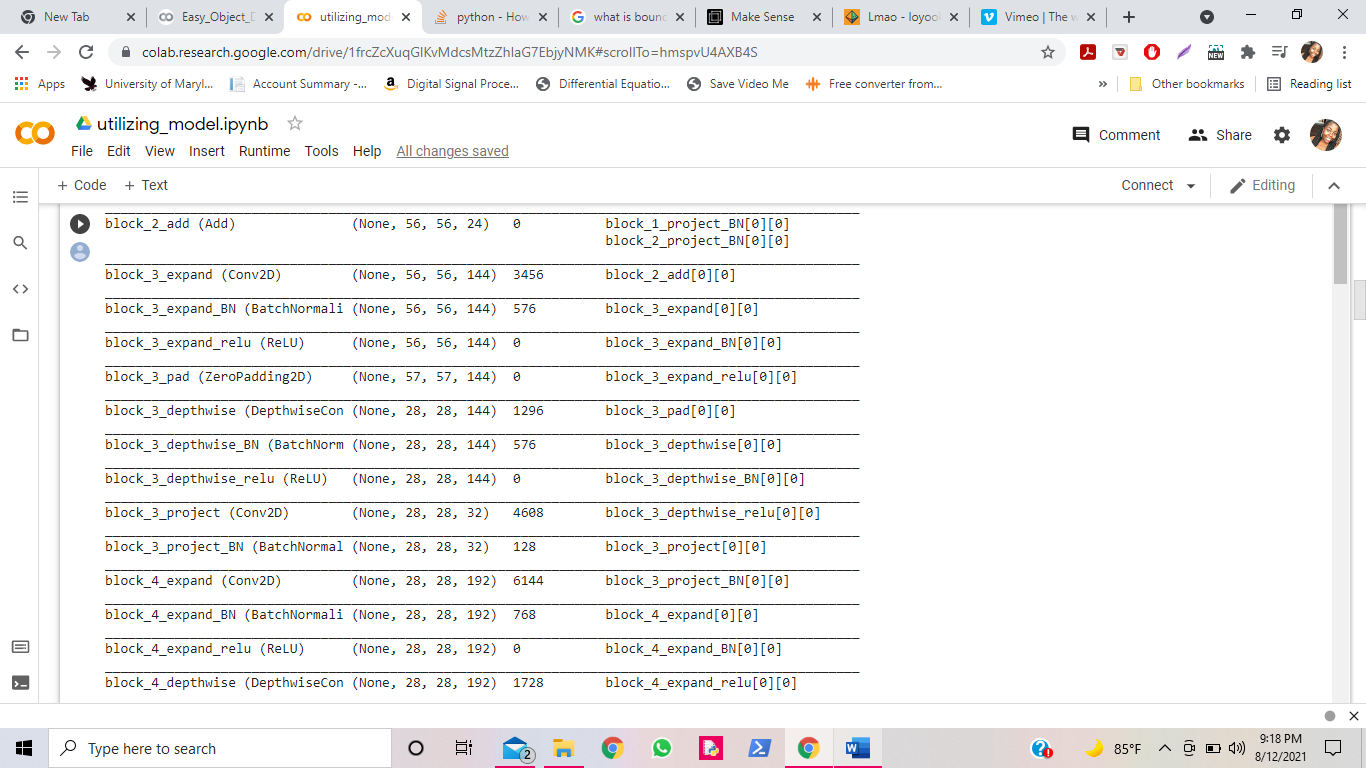 New Tab
Easy_Object_D
utilizing_mod
python - How
what is boun
Make Sense
Lmao - loyoo
Vimeo | The w
colab.research.google.com/drive/1frcZcXuqGlKvMdcsMtzZhlaG7EbjyNMK#scrollTo=hmspvU4AXB4S
Apps
University of Maryl...
Account Summary -...
Digital Signal Proce...
Differential Equatio...
Save Video Me
Free converter from...
»
Other bookmarks
Reading list
utilizing_model.ipynb
File Edit View Insert Runtime Tools Help All changes saved
Comment
Share
+ Code + Text
Connect
Editing
block_2_add (Add) (None, 56, 56, 24) 0 block_1_project_BN[0][0]
block_2_project_BN[0][0]
block_3_expand (Conv2D) (None, 56, 56, 144) 3456 block_2_add[0][0]
block_3_expand_BN (BatchNormali (None, 56, 56, 144) 576 block_3_expand[0][0]
block_3_expand_relu (ReLU) (None, 56, 56, 144) 0 block_3_expand_BN[0][0]
block_3_pad (ZeroPadding2D) (None, 57, 57, 144) 0 block_3_expand_relu[0][0]
block_3_depthwise (DepthwiseCon (None, 28, 28, 144) 1296 block_3_pad[0][0]
block_3_depthwise_BN (BatchNorm (None, 28, 28, 144) 576 block_3_depthwise[0][0]
block_3_depthwise_relu (ReLU) (None, 28, 28, 144) 0 block_3_depthwise_BN[0][0]
block_3_project (Conv2D) (None, 28, 28, 32) 4608 block_3_depthwise_relu[0][0]
block_3_project_BN (BatchNormal (None, 28, 28, 32) 128 block_3_project[0][0]
block_4_expand (Conv2D) (None, 28, 28, 192) 6144 block_3_project_BN[0][0]
block_4_expand_BN (BatchNormali (None, 28, 28, 192) 768 block_4_expand[0][0]
block_4_expand_relu (ReLU) (None, 28, 28, 192) 0 block_4_expand_BN[0][0]
block_4_depthwise (DepthwiseCon (None, 28, 28, 192) 1728 block_4_expand_relu[0][0]
Type here to search
2
85°F
9:18 PM
8/12/2021